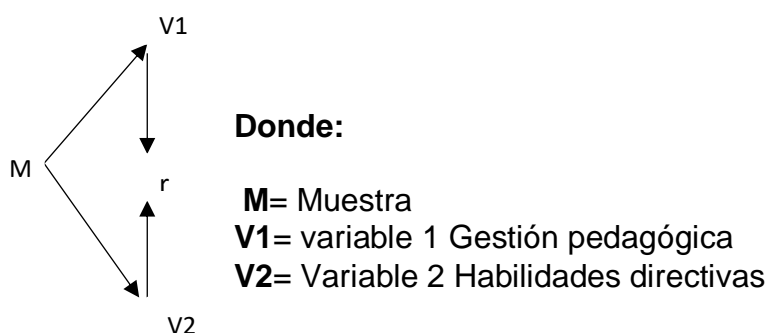 V1
Donde:
M
r
M= Muestra
V1= variable 1 Gestión pedagógica
V2= Variable 2 Habilidades directivas
V2